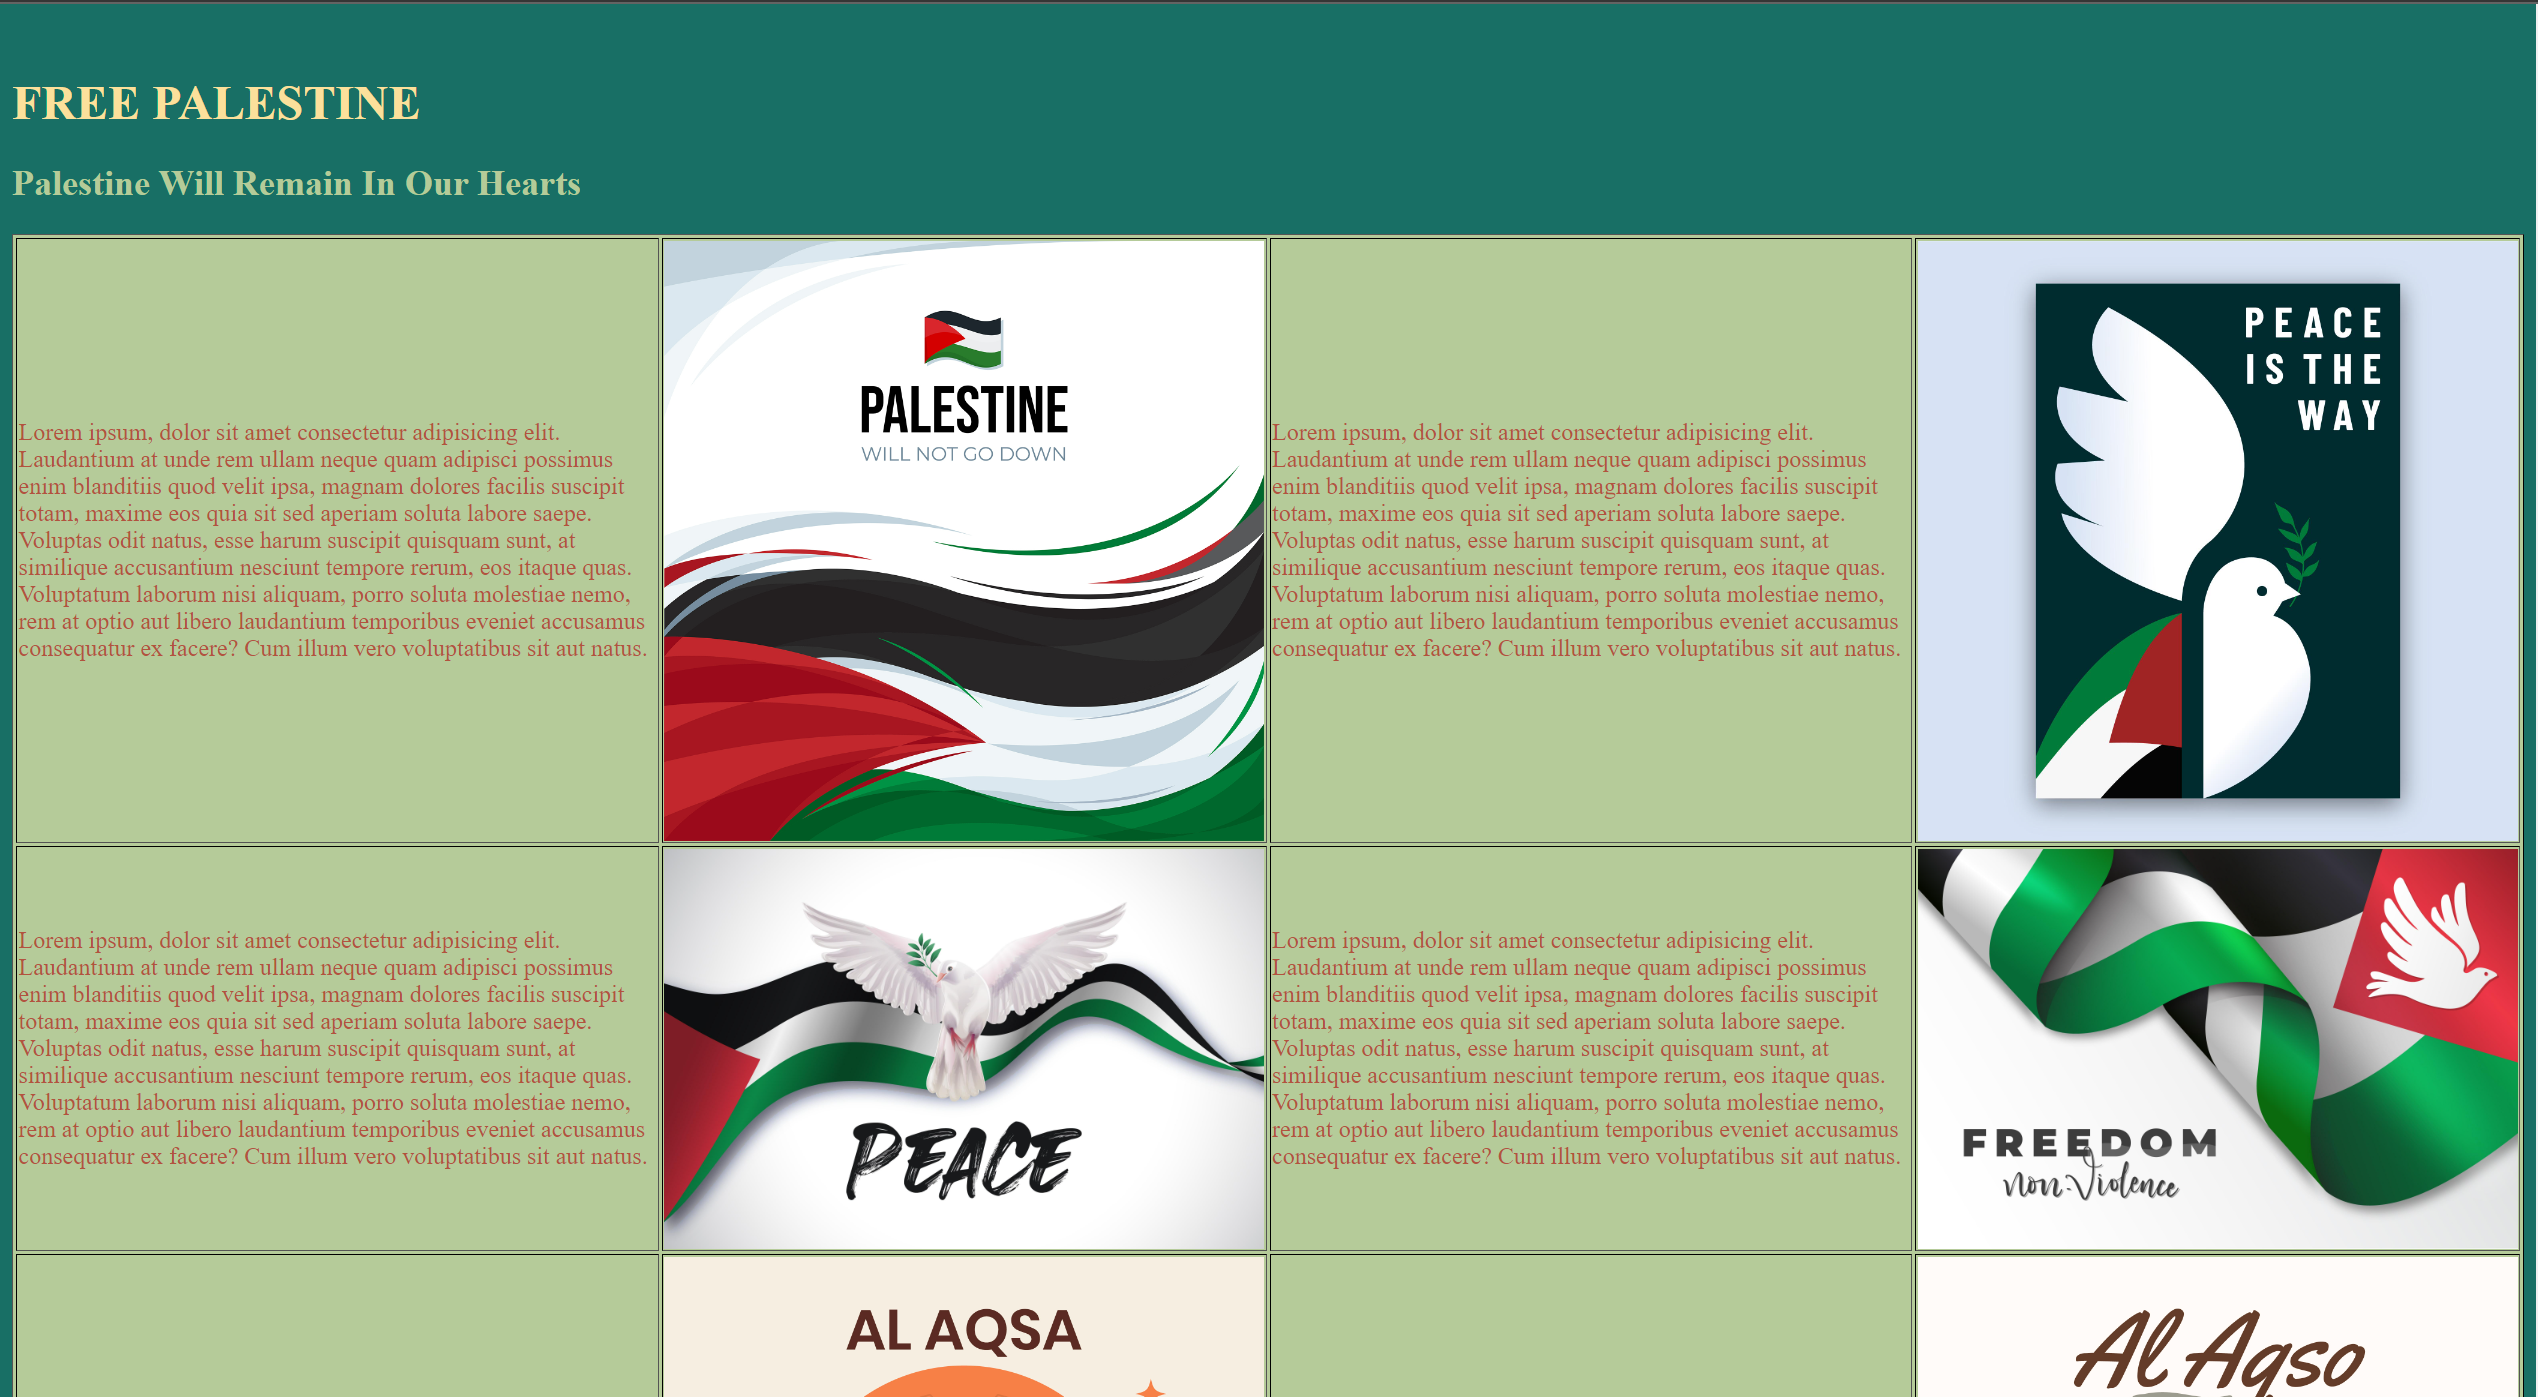 FREE PALESTINE
Palestine Will Remain In Our Hearts
Lorem ipsum, dolor sit amet consectetur adipisicing elit.
Laudantium at unde rem ullam neque quam adipisci possimus
enim blanditiis quod velit ipsa, magnam dolores facilis suscipit
totam, maxime eos quia sit sed aperiam soluta labore saepe.
Voluptas odit natus, esse harum suscipit quisquam sunt, at
similique accusantium nesciunt tempore rerum, eos itaque quas.
Voluptatum laborum nisi aliquam, porro soluta molestiae nemo,
rem at optio aut libero laudantium temporibus eveniet accusamus
consequatur ex facere? Cum illum vero voluptatibus sit aut natus.
PALESTINE
WILL NOT GO DOWN
Lorem ipsum, dolor sit amet consectetur adipisicing elit.
Laudantium at unde rem ullam neque quam adipisci possimus
enim blanditiis quod velit ipsa, magnam dolores facilis suscipit
totam, maxime eos quia sit sed aperiam soluta labore saepe.
Voluptas odit natus, esse harum suscipit quisquam sunt, at
similique accusantium nesciunt tempore rerum, eos itaque quas.
Voluptatum laborum nisi aliquam, porro soluta molestiae nemo,
rem at optio aut libero laudantium temporibus eveniet accusamus
consequatur ex facere? Cum illum vero voluptatibus sit aut natus.
PEACE
IS THE
WAY
Lorem ipsum, dolor sit amet consectetur adipisicing elit.
Laudantium at unde rem ullam neque quam adipisci possimus
enim blanditiis quod velit ipsa, magnam dolores facilis suscipit
totam, maxime eos quia sit sed aperiam soluta labore saepe.
Voluptas odit natus, esse harum suscipit quisquam sunt, at
similique accusantium nesciunt tempore rerum, eos itaque quas.
Voluptatum laborum nisi aliquam, porro soluta molestiae nemo,
rem at optio aut libero laudantium temporibus eveniet accusamus
consequatur ex facere? Cum illum vero voluptatibus sit aut natus.
PEACE
Lorem ipsum, dolor sit amet consectetur adipisicing elit.
Laudantium at unde rem ullam neque quam adipisci possimus
enim blanditiis quod velit ipsa, magnam dolores facilis suscipit
totam, maxime eos quia sit sed aperiam soluta labore saepe.
Voluptas odit natus, esse harum suscipit quisquam sunt, at
similique accusantium nesciunt tempore rerum, eos itaque quas.
Voluptatum laborum nisi aliquam, porro soluta molestiae nemo,
rem at optio aut libero laudantium temporibus eveniet accusamus
consequatur ex facere? Cum illum vero voluptatibus sit aut natus.
FREEDOM
non-Violence
AL AQSA
Al Aqso